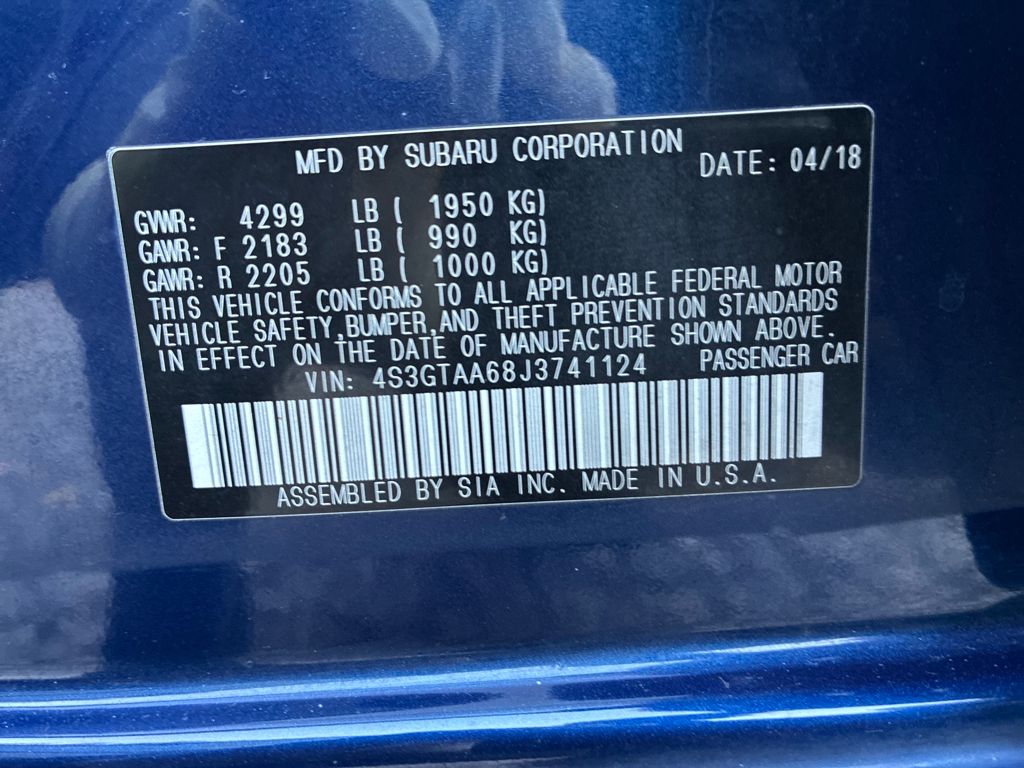 MFD BY SUBARU CORPORATION DATE: 04/18
GVWR: 4299 LB ( 1950 KG)
GAWR: F 2183 LB ( 990 KG)
GAWR: R 2205 LB ( 1000 KG)
THIS VEHICLE CONFORMS TO ALL APPLICABLE FEDERAL MOTOR
VEHICLE SAFETY,BUMPER,AND THEFT PREVENTION STANDARDS
IN EFFECT ON THE DATE OF MANUFACTURE SHOWN ABOVE.
VIN: 4S3GTAA68J3741124 PASSENGER CAR
ASSEMBLED BY SIA INC. MADE IN U.S.A.